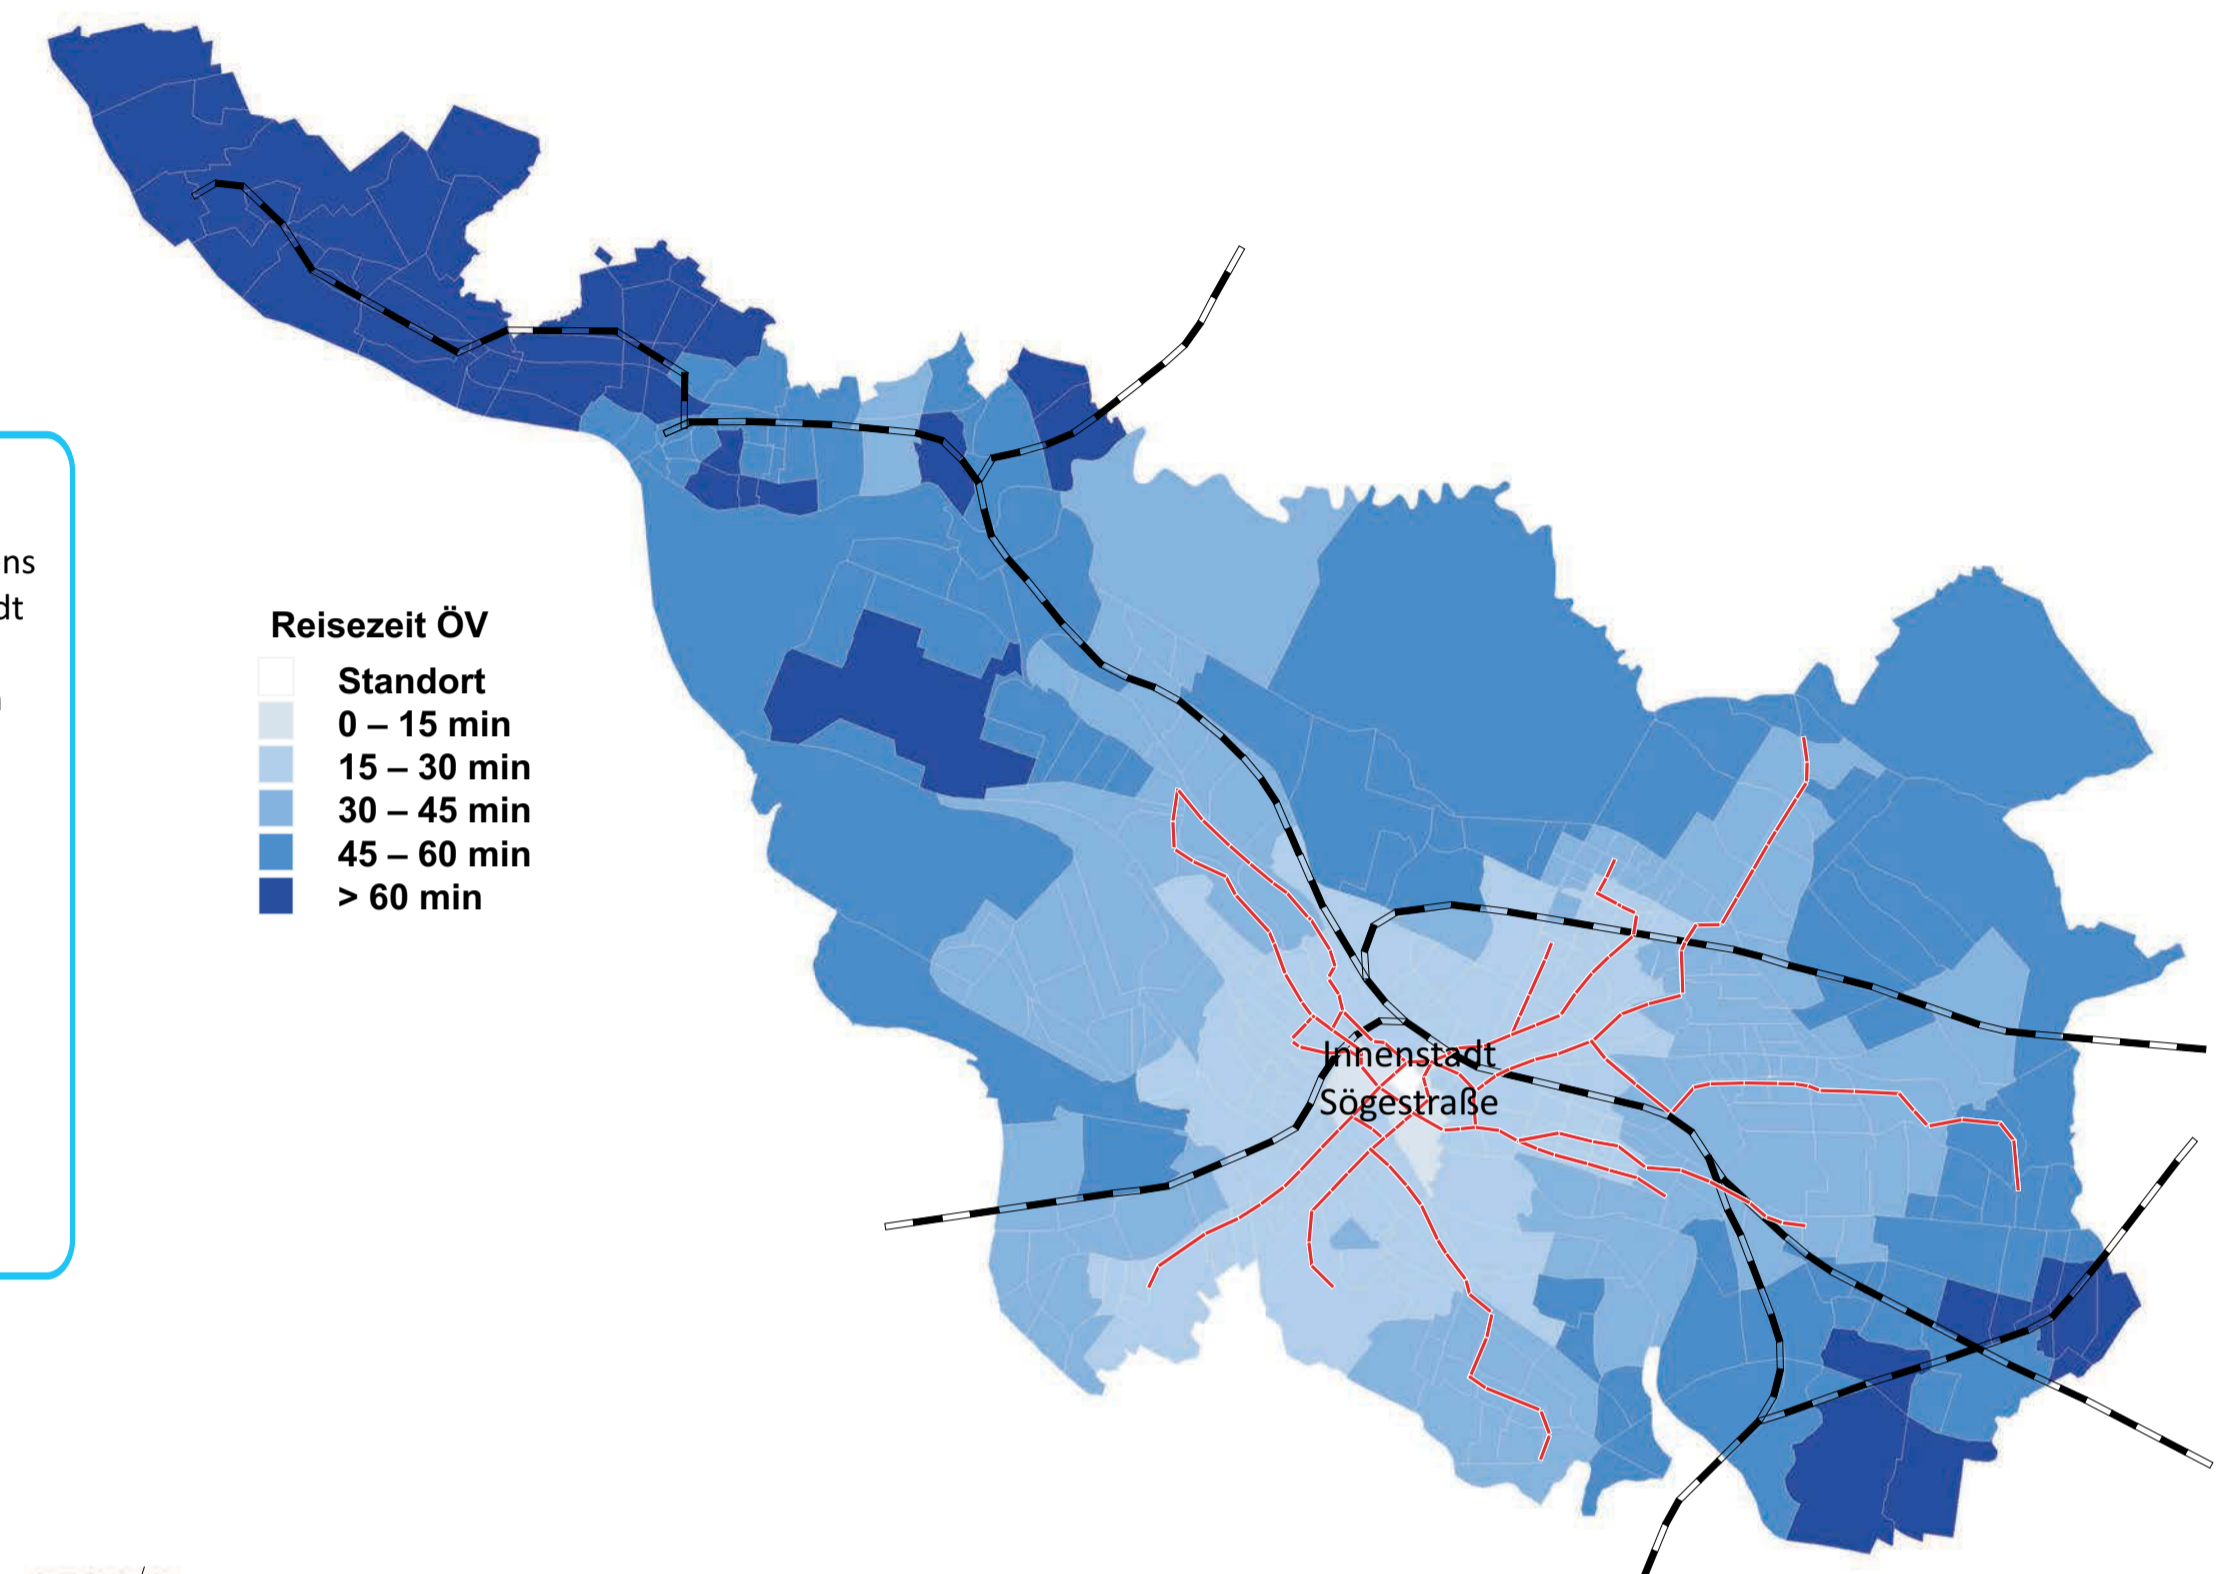 ns
dt
Reisezeit ÖV
Standort
0 – 15 min
15 – 30 min
30 – 45 min
45 – 60 min
> 60 min
Innenstadt
Sögestraße